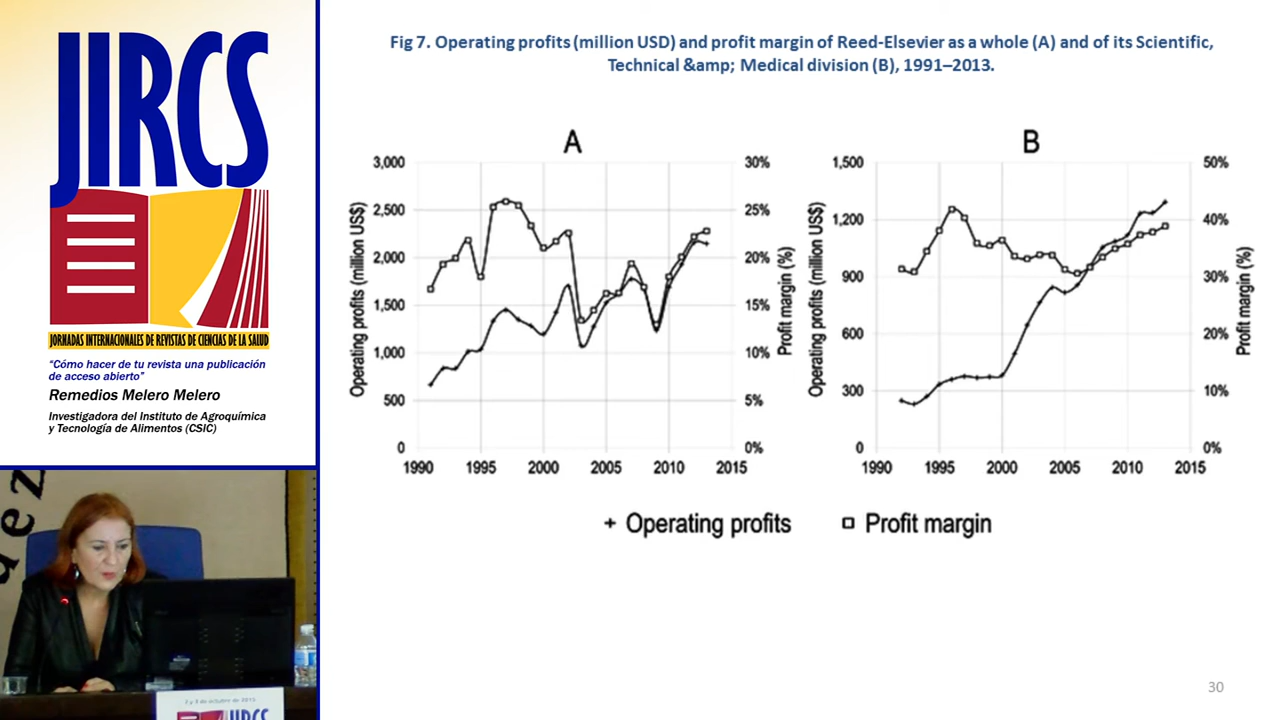 JIRCS
JORNADAS INTERNACIONALES DE REVISTAS DE CIENCIAS DE LA SALUD
“Cómo hacer de tu revista una publicación
de acceso abierto”
Remedios Melero Melero
Investigadora del Instituto de Agroquímica
y Tecnología de Alimentos (CSIC)
Fig 7. Operating profits (million USD) and profit margin of Reed-Elsevier as a whole (A) and of its Scientific,
Technical &amp; Medical division (B), 1991–2013.
A
3,000
2,500
2,000
1,500
1,000
500
0
Operating profits (million US$)
30%
25%
20%
15%
10%
5%
0%
Profit margin (%)
1990 1995 2000 2005 2010 2015
B
1,500
1,200
900
600
300
0
Operating profits (million US$)
50%
40%
30%
20%
10%
0%
Profit margin (%)
1990 1995 2000 2005 2010 2015
Operating profits
Profit margin
30
dez
JIRCS